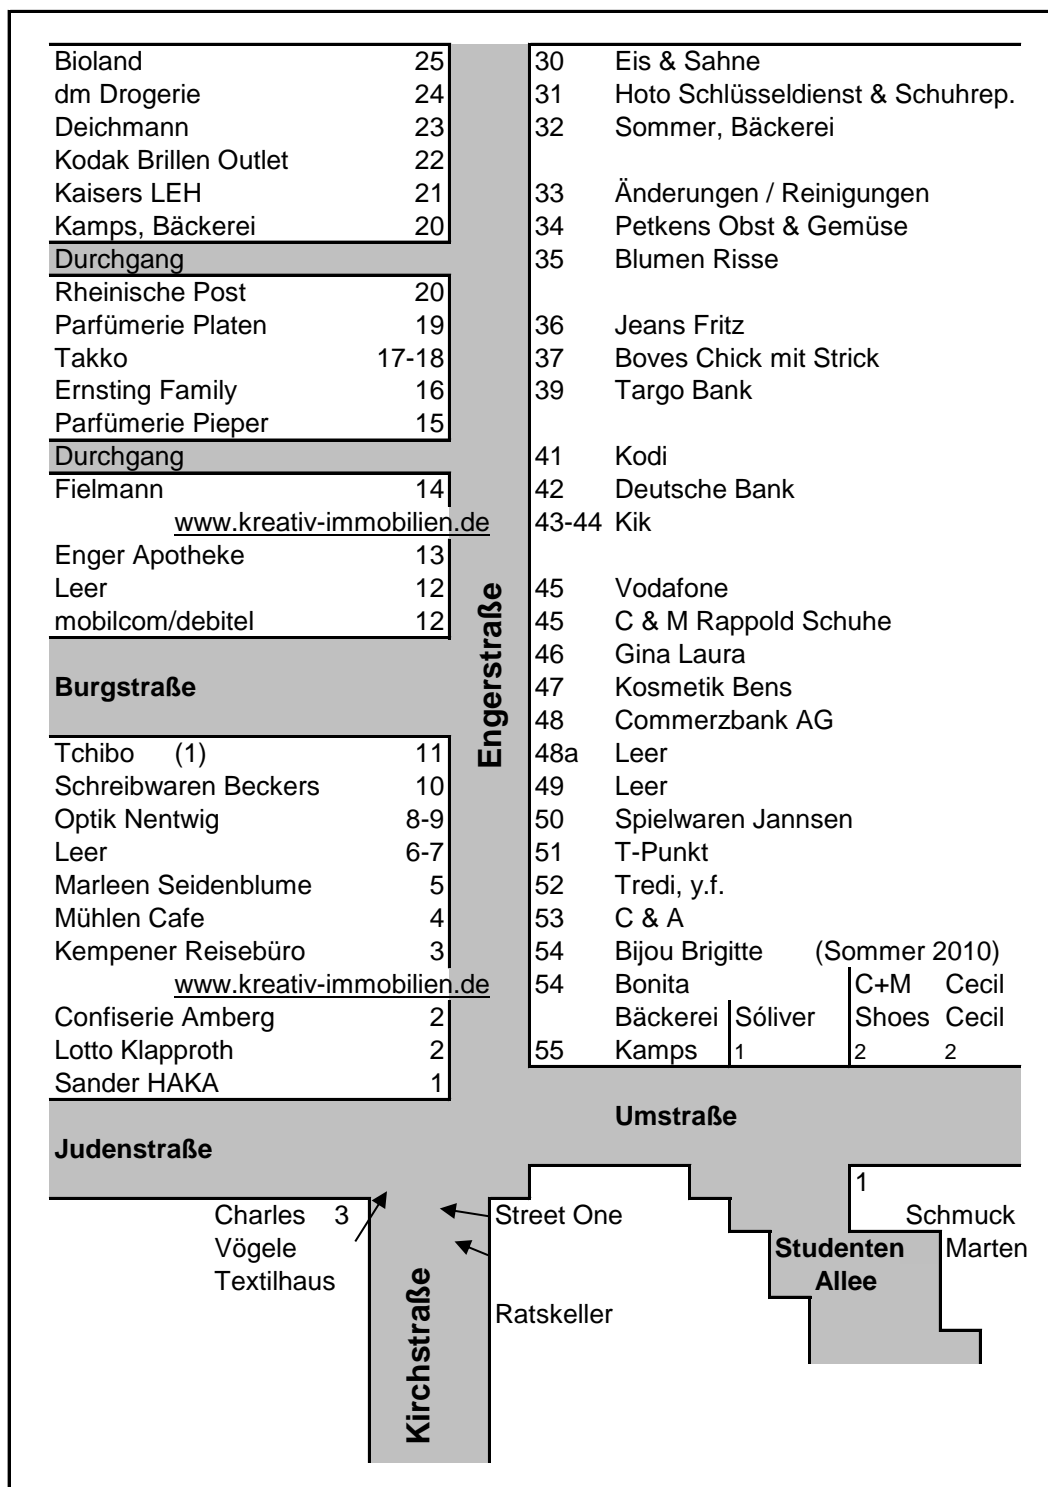 Bioland 25
dm Drogerie 24
Deichmann 23
Kodak Brillen Outlet 22
Kaisers LEH 21
Kamps, Bäckerei 20
Durchgang
Rheinische Post 20
Parfümerie Platen 19
Takko 17-18
Ernsting Family 16
Parfümerie Pieper 15
Durchgang
Fielmann 14
www.kreativ-immobilien.de
Enger Apotheke 13
Leer 12
mobilcom/debitel 12
Burgstraße
Tchibo (1) 11
Schreibwaren Beckers 10
Optik Nentwig 8-9
Leer 6-7
Marleen Seidenblume 5
Mühlen Cafe 4
Kempener Reisebüro 3
www.kreativ-immobilien.de
Confiserie Amberg 2
Lotto Klapproth 2
Sander HAKA 1
Engerstraße
30 Eis & Sahne
31 Hoto Schlüsseldienst & Schuhrep.
32 Sommer, Bäckerei
33 Änderungen / Reinigungen
34 Petkens Obst & Gemüse
35 Blumen Risse
36 Jeans Fritz
37 Boves Chick mit Strick
39 Targo Bank
41 Kodi
42 Deutsche Bank
43-44 Kik
45 Vodafone
45 C & M Rappold Schuhe
46 Gina Laura
47 Kosmetik Bens
48 Commerzbank AG
48a Leer
49 Leer
50 Spielwaren Jannsen
51 T-Punkt
52 Tredi, y.f.
53 C & A
54 Bijou Brigitte (Sommer 2010)
54 Bonita C+M Cecil
Bäckerei Sóliver Shoes Cecil
55 Kamps 1 2 2
Umstraße
Judenstraße
Charles 3
Vögele
Textilhaus
Kirchstraße
Street One
Ratskeller
Studenten
Allee
1
Schmuck
Marten